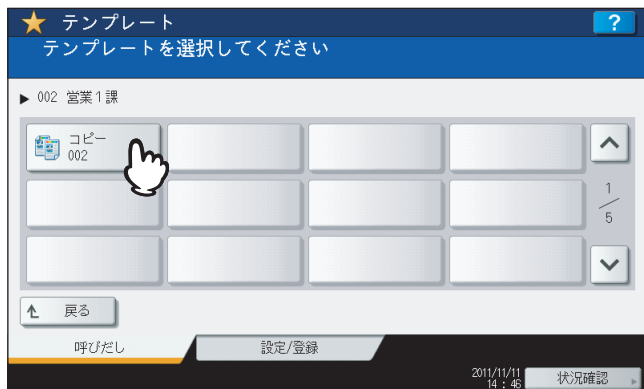 テンプレート
?
テンプレートを選択してください
002 営業1課
コピー
002
1
5
戻る
呼びだし
設定/登録
2011/11/11
14 : 46
状況確認